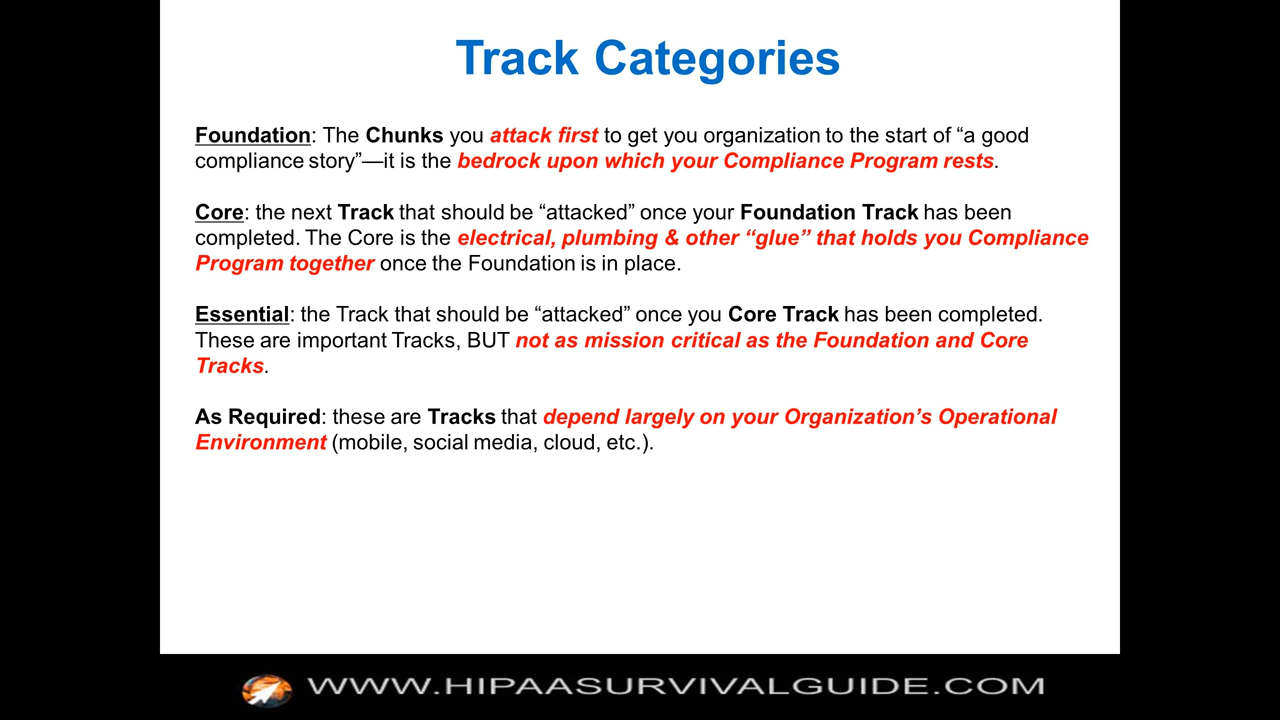 Track Categories
Foundation: The Chunks you attack first to get you organization to the start of “a good
compliance story”—it is the bedrock upon which your Compliance Program rests.
Core: the next Track that should be “attacked” once your Foundation Track has been
completed. The Core is the electrical, plumbing & other “glue” that holds you Compliance
Program together once the Foundation is in place.
Essential: the Track that should be “attacked” once you Core Track has been completed.
These are important Tracks, BUT not as mission critical as the Foundation and Core
Tracks.
As Required: these are Tracks that depend largely on your Organization’s Operational
Environment (mobile, social media, cloud, etc.).
WWW.HIPAASURVIVALGUIDE.COM